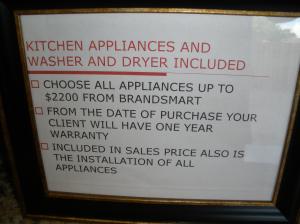 KITCHEN APPLIANCES AND
WASHER AND DRYER INCLUDED
CHOOSE ALL APPLIANCES UP TO
$2200 FROM BRANDSMART
FROM THE DATE OF PURCHASE YOUR
CLIENT WILL HAVE ONE YEAR
WARRANTY
INCLUDED IN SALES PRICE ALSO IS
THE INSTALLATION OF ALL
APPLIANCES